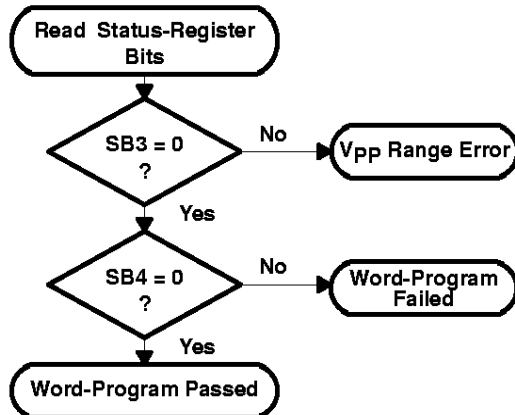 Read Status-Register
Bits
SB3 = 0
?
No
VPP Range Error
Yes
SB4 = 0
?
No
Word-Program
Failed
Yes
Word-Program Passed